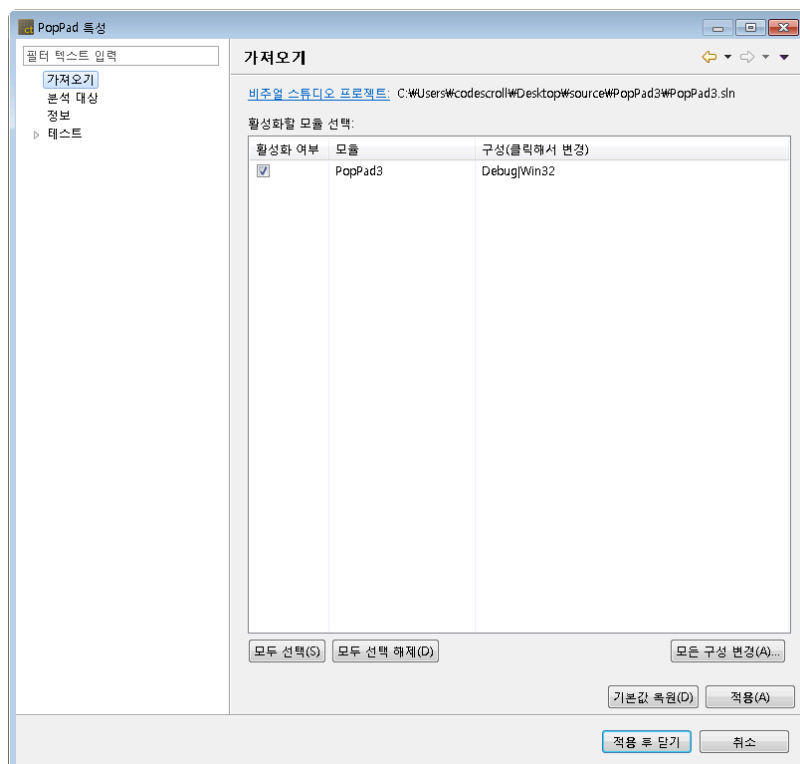 PopPad 특성
필터 텍스트 입력
가져오기
분석 대상
정보
테스트
가져오기
비주얼 스튜디오 프로젝트: C:₩Users₩codescroll₩Desktop₩source₩PopPad3₩PopPad3.sln
활성화할 모듈 선택:
활성화 여부 모듈 구성(클릭해서 변경)
PopPad3 Debug|Win32
모두 선택(S) 모두 선택 해제(D) 모든 구성 변경(A)...
기본값 복원(D) 적용(A)
적용 후 닫기 취소